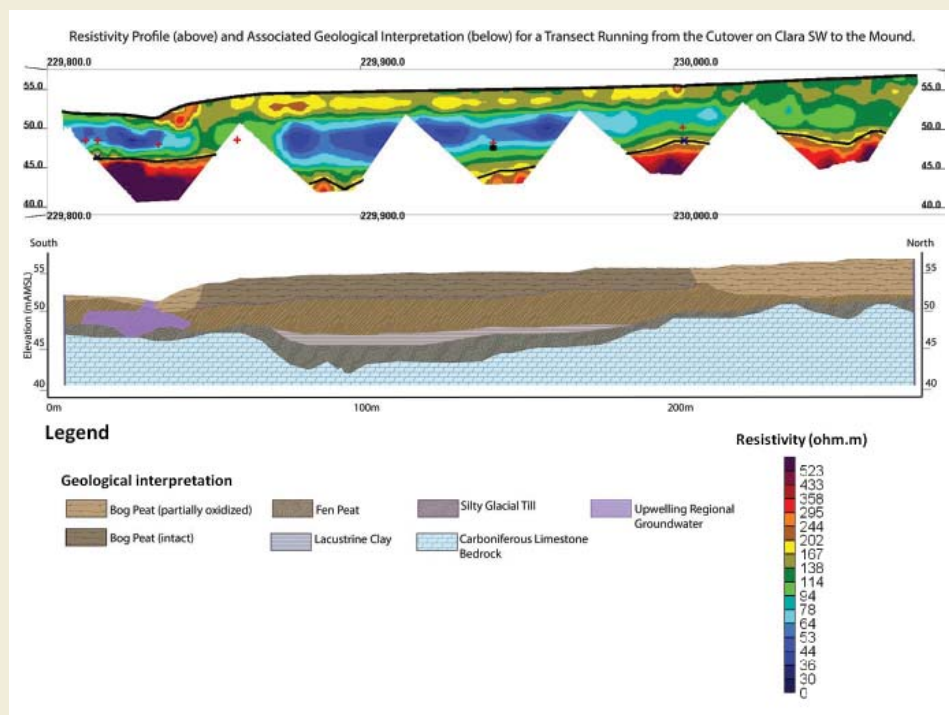 Resistivity Profile (above) and Associated Geological Interpretation (below) for a Transect Running from the Cutover on Clara SW to the Mound.
229,800.0 229,900.0 230,000.0
55.0 55.0
50.0 50.0
45.0 45.0
40.0 40.0
229,800.0 229,900.0 230,000.0
South North
Elevation (mAMSL)
55 55
50 50
45 45
40 40
0m 100m 200m
Legend
Geological interpretation
Bog Peat (partially oxidized) Fen Peat Silty Glacial Till Upwelling Regional
Groundwater
Bog Peat (intact) Lacustrine Clay Carboniferous Limestone
Bedrock
Resistivity (ohm.m)
523
433
358
295
244
202
167
138
114
94
78
64
53
44
36
30
0